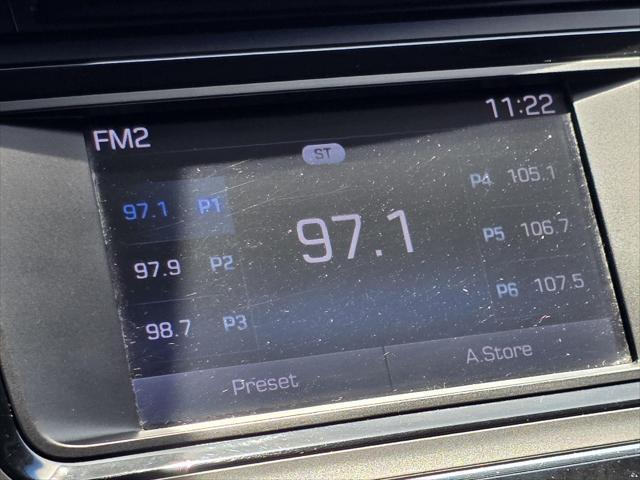 FM2
11:22
ST
97.1 P1
97.9 P2
98.7 P3
97.1
P4 105.1
P5 106.7
P6 107.5
Preset
A.Store